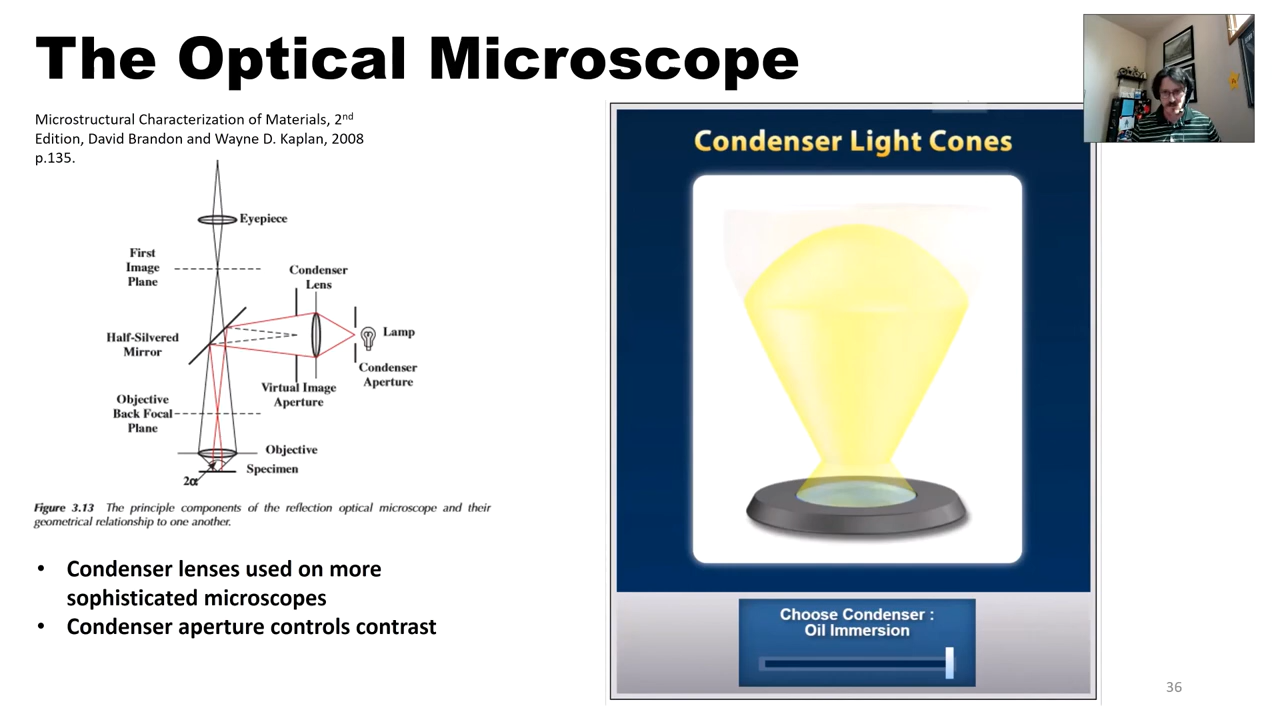 The Optical Microscope
Microstructural Characterization of Materials, 2nd
Edition, David Brandon and Wayne D. Kaplan, 2008
p.135.
Eyepiece
First
Image
Plane
Condenser
Lens
Half-Silvered
Mirror
Lamp
Condenser
Aperture
Virtual Image
Aperture
Objective
Back Focal
Plane
Objective
Specimen
2α
Figure 3.13 The principle components of the reflection optical microscope and their
geometrical relationship to one another.
• Condenser lenses used on more
sophisticated microscopes
• Condenser aperture controls contrast
Condenser Light Cones
Choose Condenser :
Oil Immersion
36